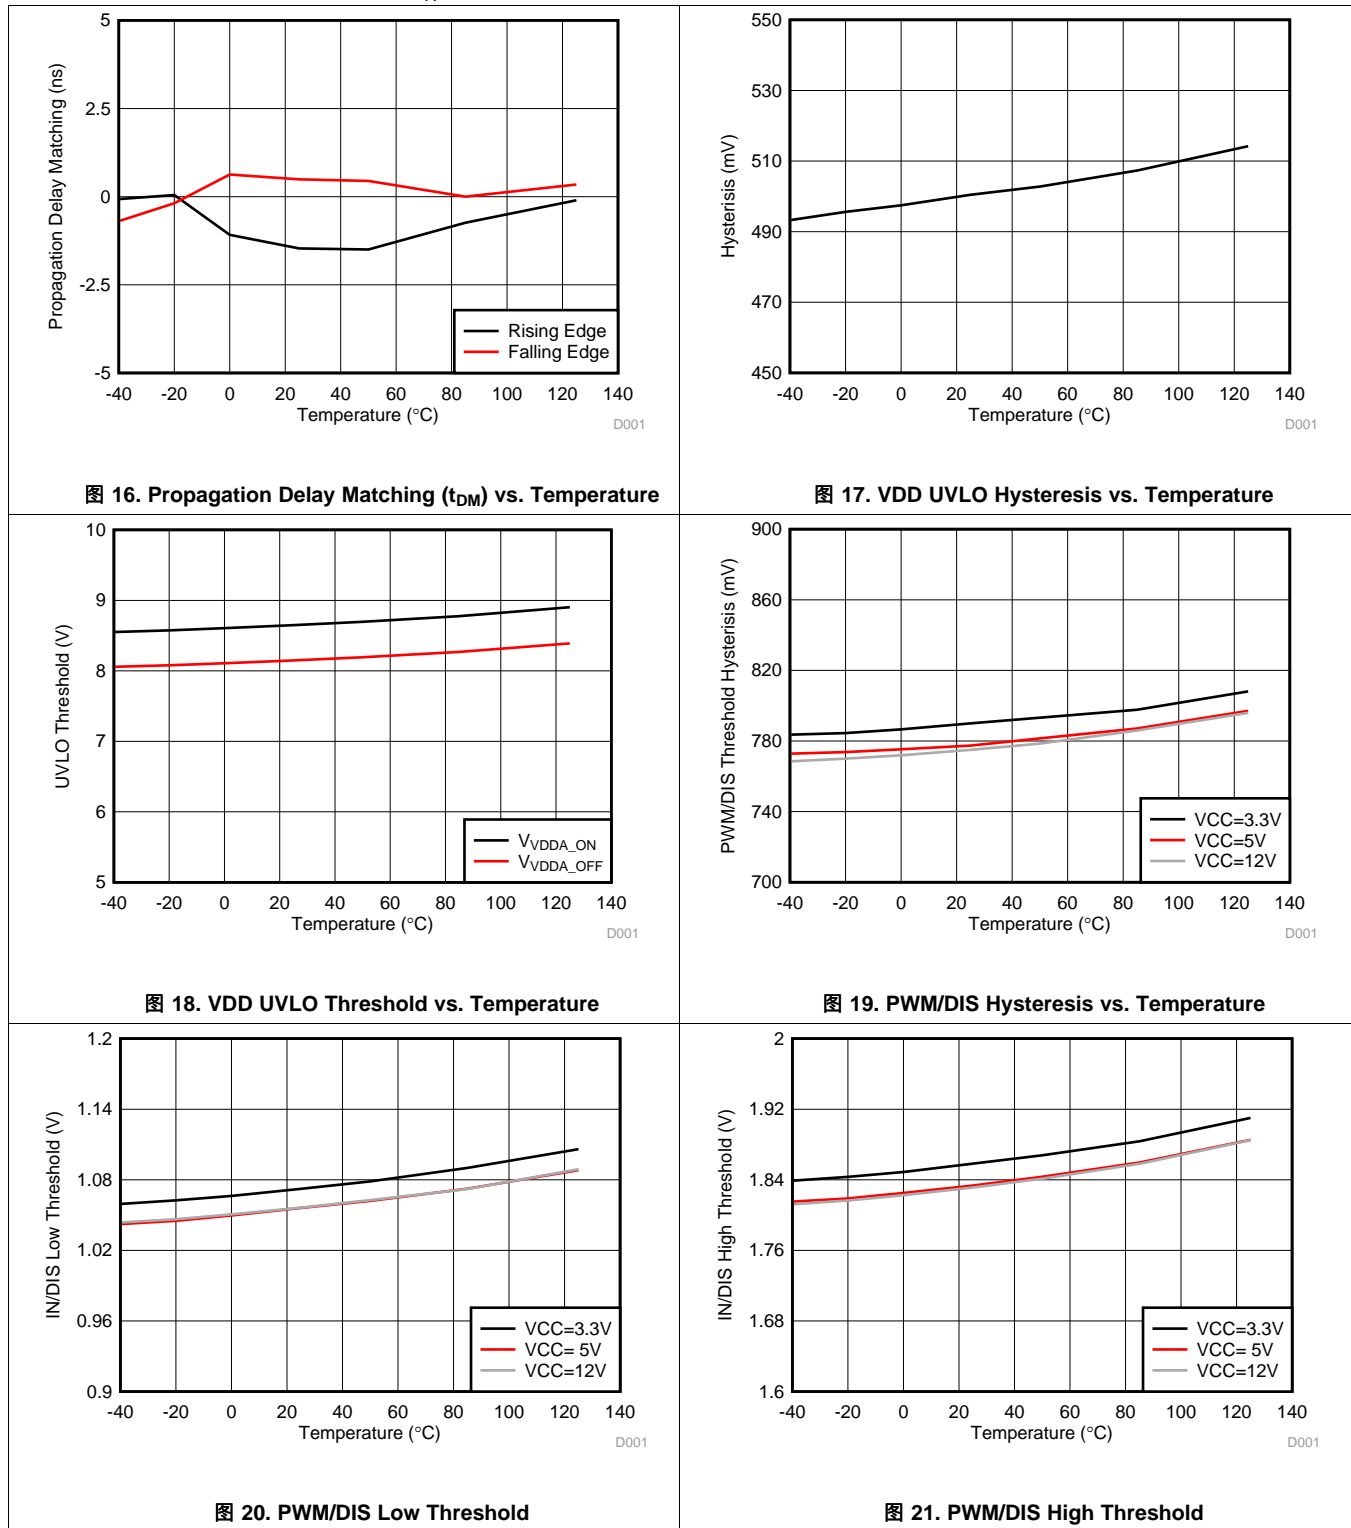 5
2.5
0
-2.5
-5
Propagation Delay Matching (ns)
Rising Edge
Falling Edge
-40 -20 0 20 40 60 80 100 120 140
Temperature (°C)
D001
图 16. Propagation Delay Matching (tDM) vs. Temperature
550
530
510
490
470
450
Hysterisis (mV)
-40 -20 0 20 40 60 80 100 120 140
Temperature (°C)
D001
图 17. VDD UVLO Hysteresis vs. Temperature
10
9
8
7
6
5
UVLO Threshold (V)
VVDDA_ON
VVDDA_OFF
-40 -20 0 20 40 60 80 100 120 140
Temperature (°C)
D001
图 18. VDD UVLO Threshold vs. Temperature
900
860
820
780
740
700
PWM/DIS Threshold Hysterisis (mV)
VCC=3.3V
VCC=5V
VCC=12V
-40 -20 0 20 40 60 80 100 120 140
Temperature (°C)
D001
图 19. PWM/DIS Hysteresis vs. Temperature
1.2
1.14
1.08
1.02
0.96
0.9
IN/DIS Low Threshold (V)
VCC=3.3V
VCC= 5V
VCC=12V
-40 -20 0 20 40 60 80 100 120 140
Temperature (°C)
D001
图 20. PWM/DIS Low Threshold
2
1.92
1.84
1.76
1.68
1.6
IN/DIS High Threshold (V)
VCC=3.3V
VCC= 5V
VCC=12V
-40 -20 0 20 40 60 80 100 120 140
Temperature (°C)
D001
图 21. PWM/DIS High Threshold